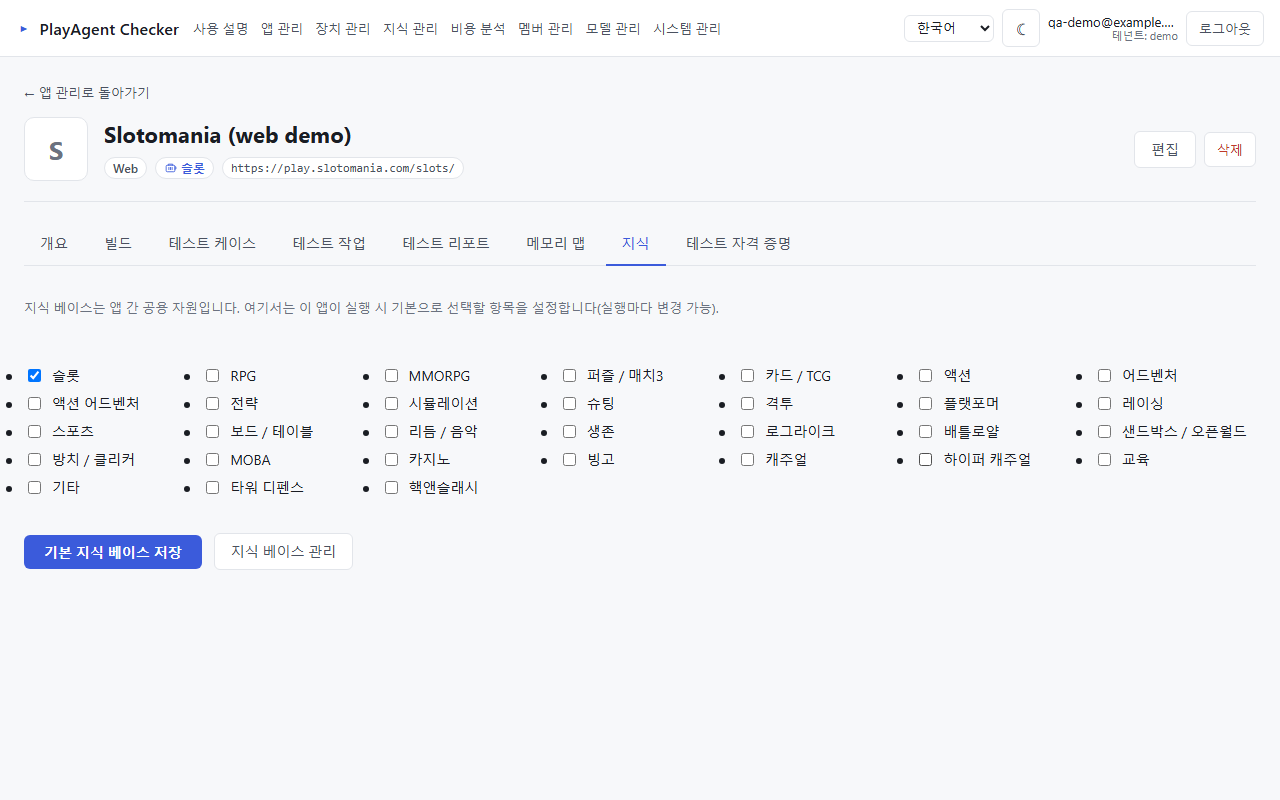 PlayAgent Checker 사용 설명 앱 관리 장치 관리 지식 관리 비용 분석 멤버 관리 모델 관리 시스템 관리 한국어 qa-demo@example.... 로그아웃
테넌트: demo
← 앱 관리로 돌아가기
S
Slotomania (web demo)
Web 슬롯 https://play.slotomania.com/slots/
편집 삭제
개요 빌드 테스트 케이스 테스트 작업 테스트 리포트 메모리 맵 지식 테스트 자격 증명
지식 베이스는 앱 간 공용 자원입니다. 여기서는 이 앱이 실행 시 기본으로 선택할 항목을 설정합니다(실행마다 변경 가능).
슬롯 RPG MMORPG 퍼즐 / 매치3 카드 / TCG 액션 어드벤처
액션 어드벤처 전략 시뮬레이션 슈팅 격투 플랫포머 레이싱
스포츠 보드 / 테이블 리듬 / 음악 생존 로그라이크 배틀로얄 샌드박스 / 오픈월드
방치 / 클리커 MOBA 카지노 빙고 캐주얼 하이퍼 캐주얼 교육
기타 타워 디펜스 핵앤슬래시
기본 지식 베이스 저장 지식 베이스 관리